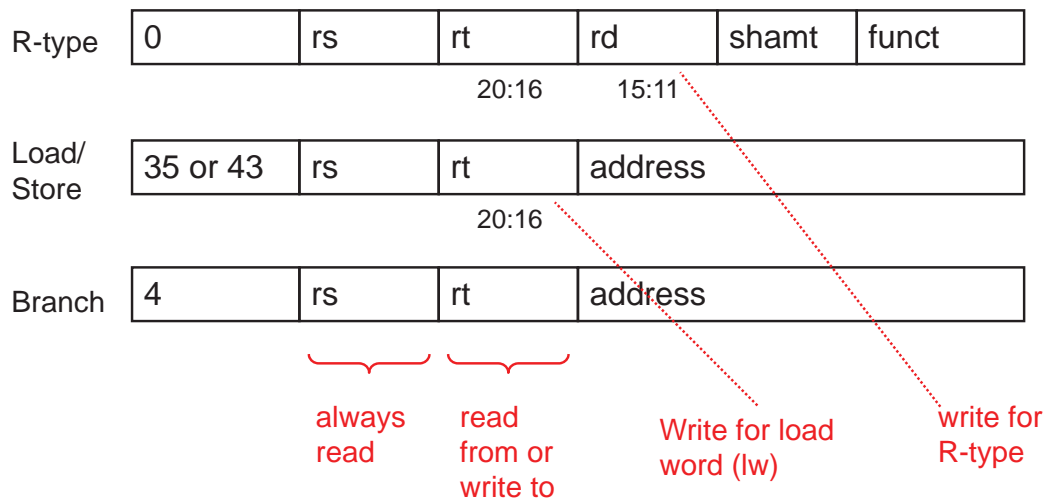 R-type 0 rs rt rd shamt funct
20:16 15:11
Load/
Store
35 or 43 rs rt address
20:16
Branch 4 rs rt address
always
read
read
from or
write to
Write for load
word (lw)
write for
R-type